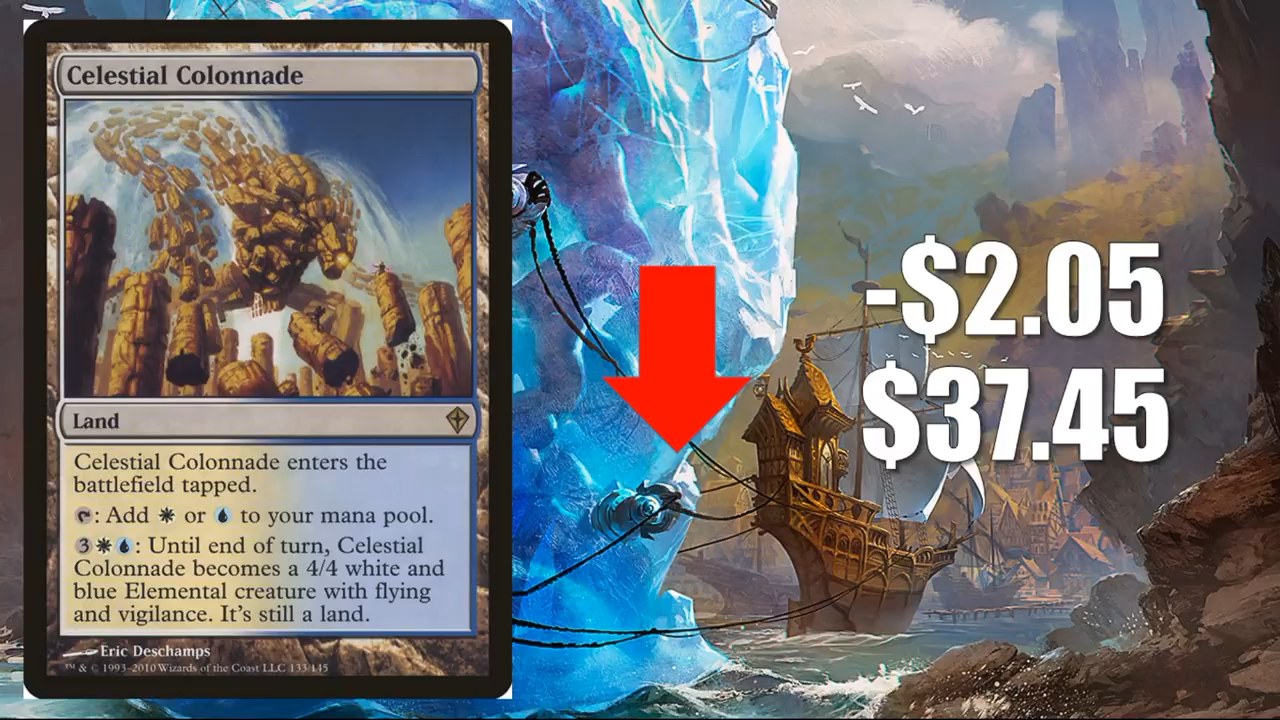 Celestial Colonnade
Land
Celestial Colonnade enters the
battlefield tapped.
: Add or to your mana pool.
3: Until end of turn, Celestial
Colonnade becomes a 4/4 white and
blue Elemental creature with flying
and vigilance. It's still a land.
Eric Deschamps
™ & © 1993-2010 Wizards of the Coast LLC 133/145
-$2.05
$37.45